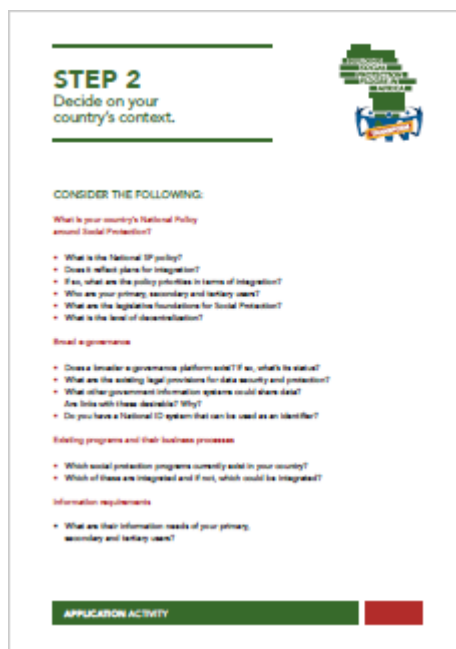 STEP 2
Decide on your
country's context.
AFRICA
CONSIDER THE FOLLOWING:
What is your country's National Policy
around Social Protection?
• What is the National SP policy?
• Does it reflect plans for integration?
• If so, what are the policy priorities in terms of integration?
• Who are your primary, secondary and tertiary users?
• What are the legislative foundations for Social Protection?
• What is the level of decentralization?
Broad e-governance
• Does a broader e-governance platform exist? If so, what's its status?
• What are the existing legal provisions for data security and protection?
• What other government information systems could share data?
Are links with these desirable? Why?
• Do you have a National ID system that can be used as an identifier?
Existing programs and their business processes
• Which social protection programs currently exist in your country?
• Which of these are integrated and if not, which could be integrated?
Information requirements
• What are their information needs of your primary,
secondary and tertiary users?
APPLICATION ACTIVITY